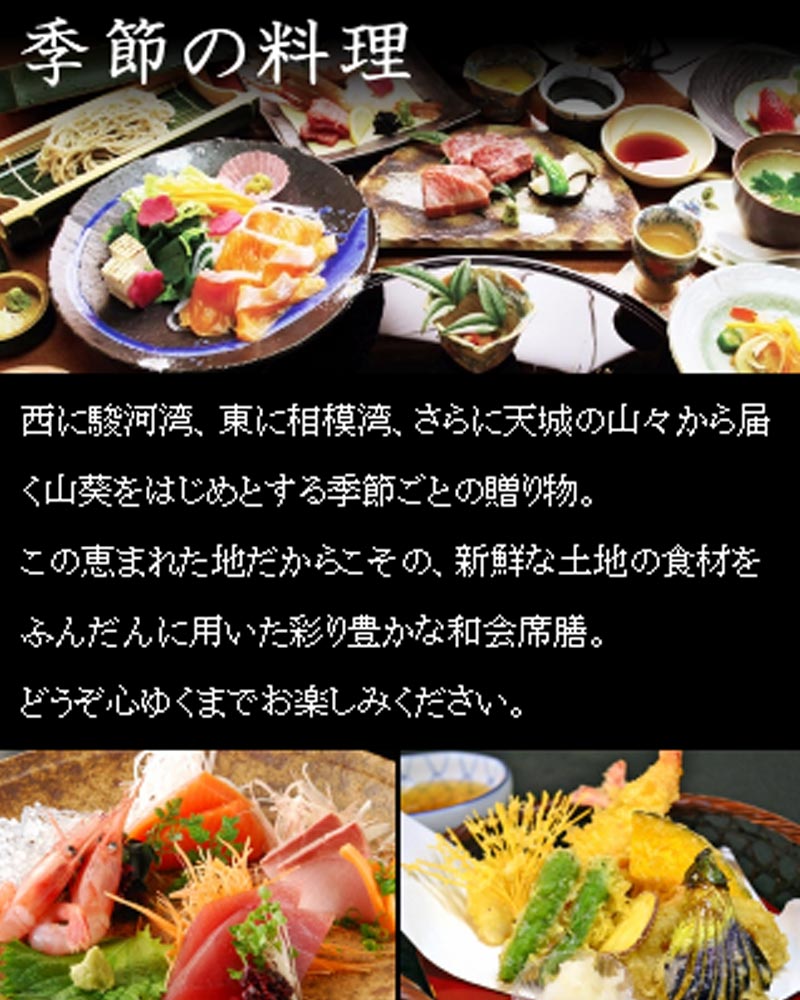 季節の料理
西に駿河湾、東に相模湾、さらに天城の山々から届
く山葵をはじめとする季節ごとの贈り物。
この恵まれた地だからこその、新鮮な土地の食材を
ふんだんに用いた彩り豊かな和会席膳。
どうぞ心ゆくまでお楽しみください。